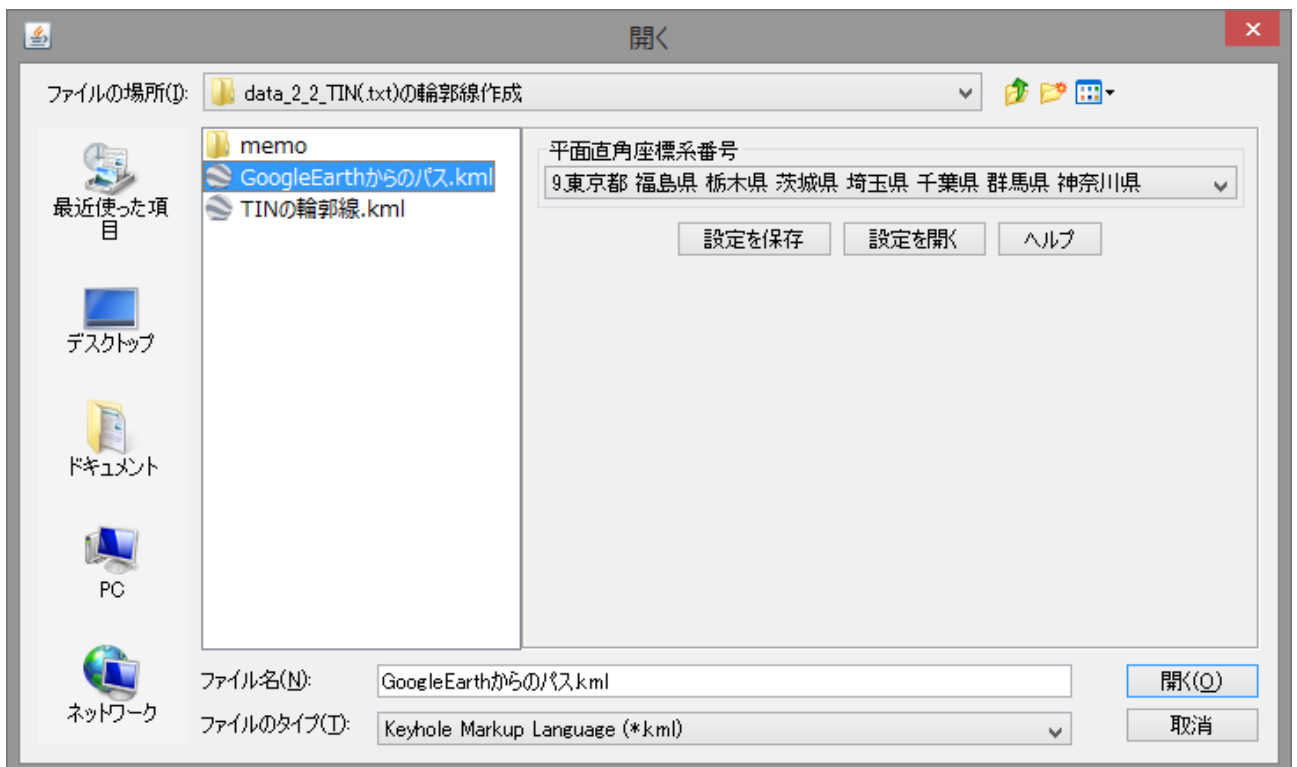 開く
ファイルの場所(I):
data_2_2_TIN(.txt)の輪郭線作成
最近使った項
目
デスクトップ
ドキュメント
PC
ネットワーク
memo
GoogleEarthからのパス.kml
TINの輪郭線.kml
平面直角座標系番号
9.東京都 福島県 栃木県 茨城県 埼玉県 千葉県 群馬県 神奈川県
設定を保存
設定を開く
ヘルプ
ファイル名(N):
GoogleEarthからのパス.kml
開く(O)
ファイルのタイプ(T):
Keyhole Markup Language (*.kml)
取消